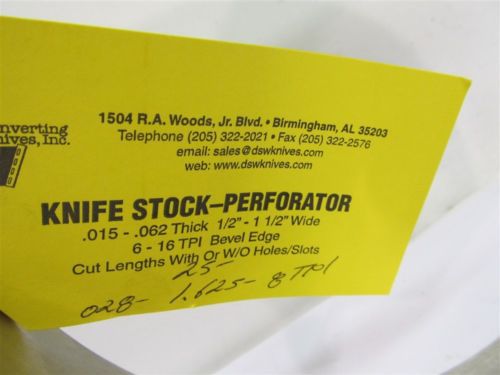 nverting
nives, Inc.
1504 R.A. Woods, Jr. Blvd. • Birmingham, AL 35203
Telephone (205) 322-2021 • Fax (205) 322-2576
email: sales@dswknives.com
web: www.dswknives.com
KNIFE STOCK–PERFORATOR
.015 - .062 Thick 1/2" - 1 1/2" Wide
6 - 16 TPI Bevel Edge
Cut Lengths With Or W/O Holes/Slots
25-
028- 1.625- 8 TPI